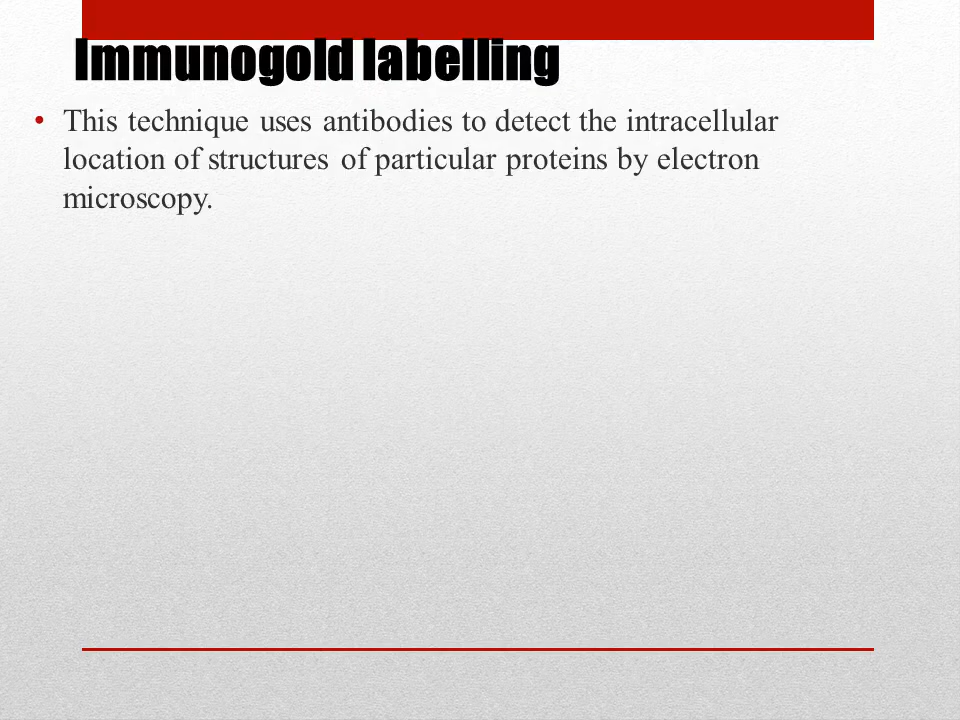 Immunogold labelling
• This technique uses antibodies to detect the intracellular
location of structures of particular proteins by electron
microscopy.